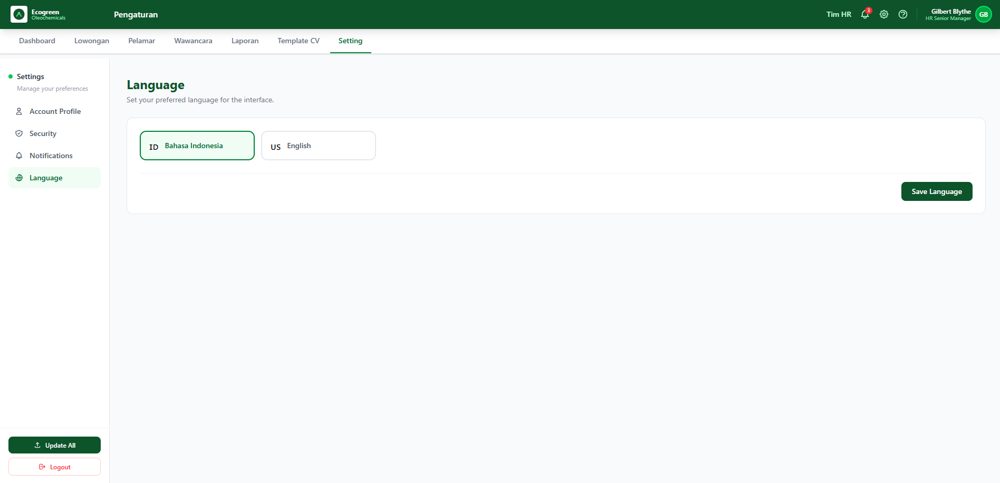 Ecogreen
Oleochemicals
Pengaturan
Tim HR
3
Gilbert Blythe
HR Senior Manager
GB
Dashboard
Lowongan
Pelamar
Wawancara
Laporan
Template CV
Setting
Settings
Manage your preferences
Account Profile
Security
Notifications
Language
Language
Set your preferred language for the interface.
ID Bahasa Indonesia
US English
Save Language
Update All
Logout